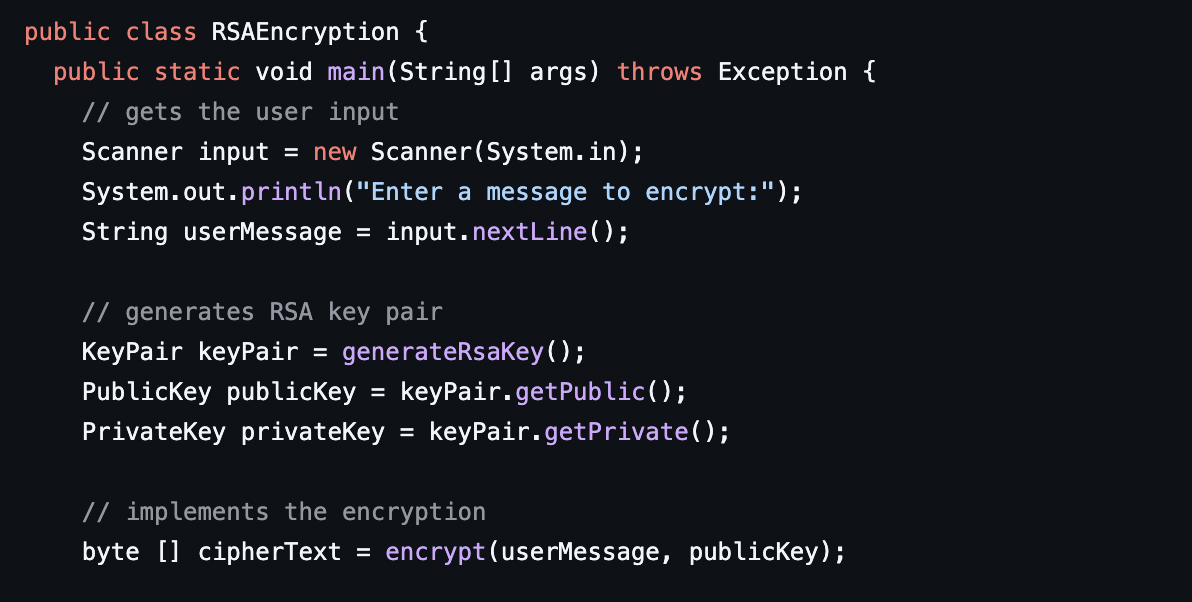 public class RSAEncryption {
public static void main(String[] args) throws Exception {
// gets the user input
Scanner input = new Scanner(System.in);
System.out.println("Enter a message to encrypt:");
String userMessage = input.nextLine();
// generates RSA key pair
KeyPair keyPair = generateRsaKey();
PublicKey publicKey = keyPair.getPublic();
PrivateKey privateKey = keyPair.getPrivate();
// implements the encryption
byte [] cipherText = encrypt(userMessage, publicKey);